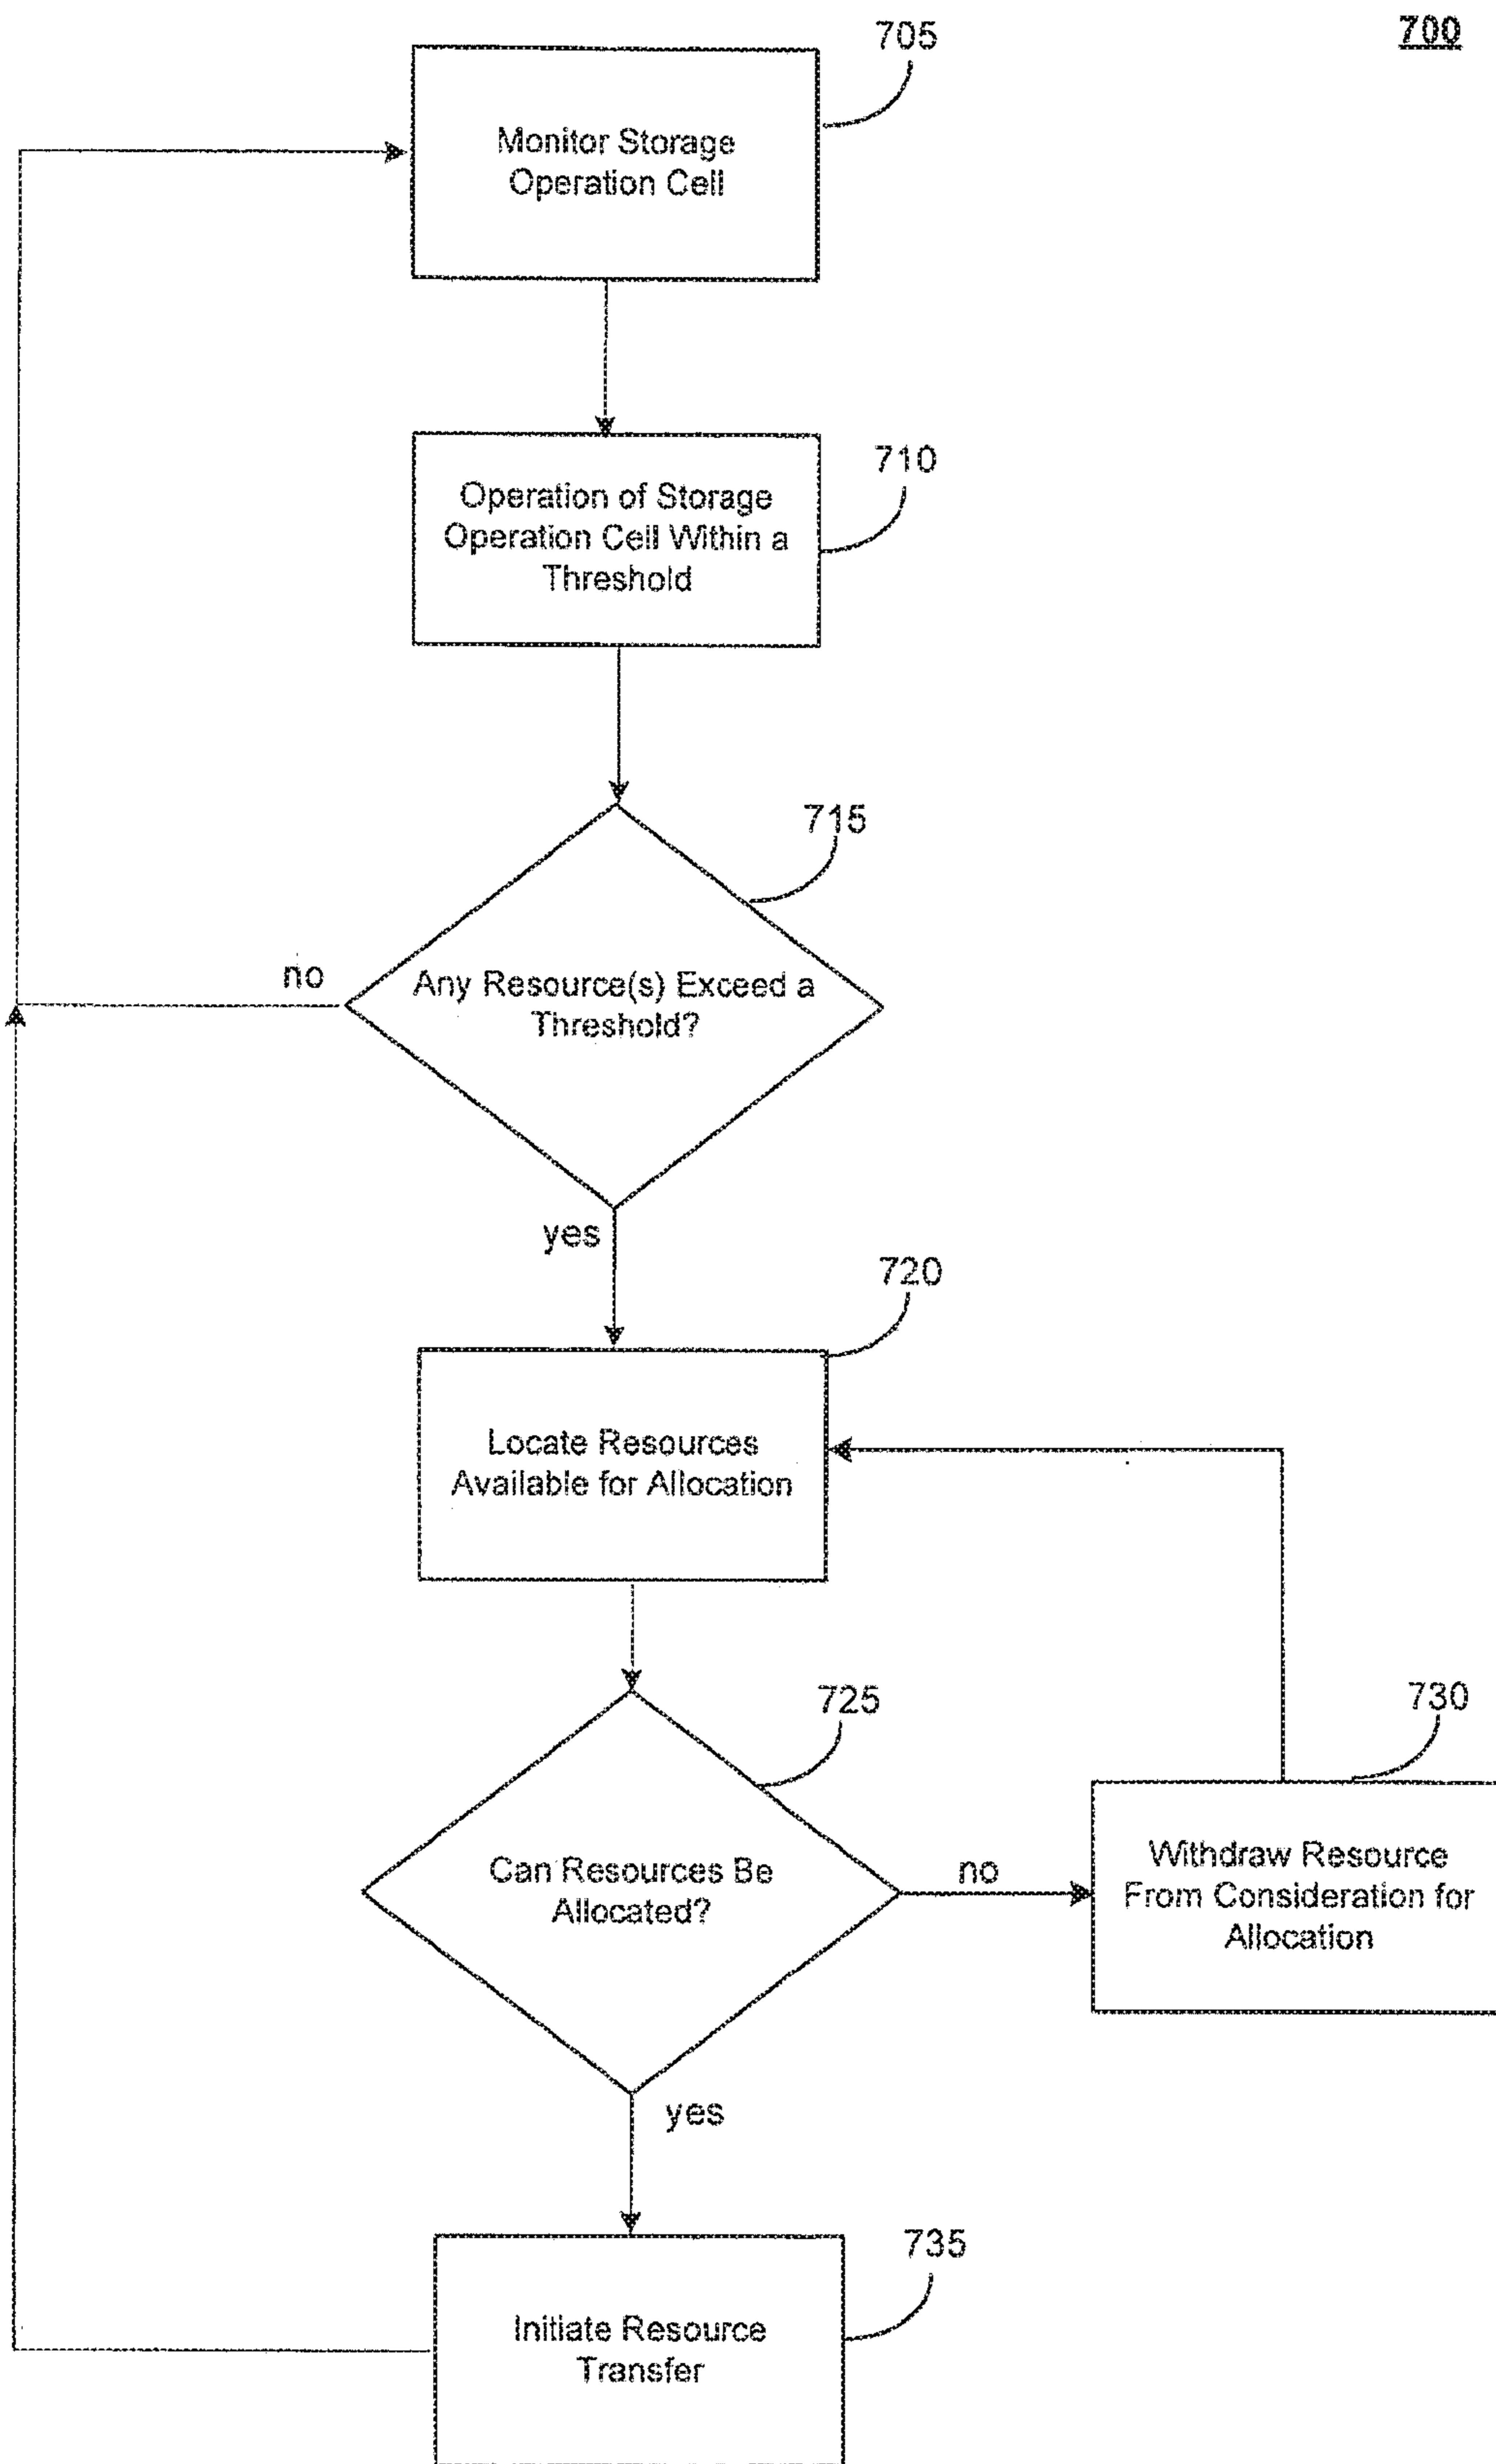 700
705
Monitor Storage
Operation Cell
710
Operation of Storage
Operation Cell Within a
Threshold
715
no
Any Resource(s) Exceed a
Threshold?
yes
720
Locate Resources
Available for Allocation
725
730
Can Resources Be
Allocated?
no
Withdraw Resource
From Consideration for
Allocation
yes
735
Initiate Resource
Transfer